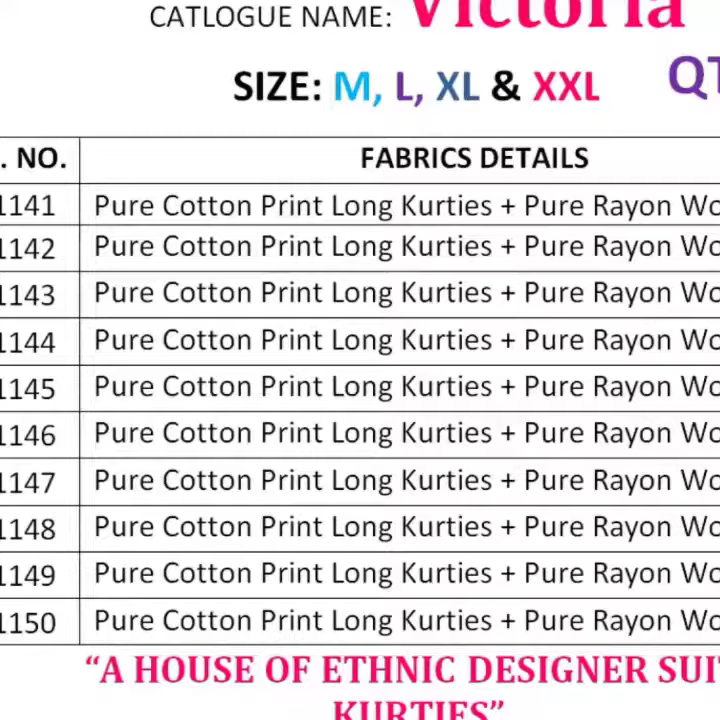 CATLOGUE NAME: Victoria
SIZE: M, L, XL & XXL
. NO. FABRICS DETAILS
1141 Pure Cotton Print Long Kurties + Pure Rayon
1142 Pure Cotton Print Long Kurties + Pure Rayon
1143 Pure Cotton Print Long Kurties + Pure Rayon
1144 Pure Cotton Print Long Kurties + Pure Rayon
1145 Pure Cotton Print Long Kurties + Pure Rayon
1146 Pure Cotton Print Long Kurties + Pure Rayon
1147 Pure Cotton Print Long Kurties + Pure Rayon
1148 Pure Cotton Print Long Kurties + Pure Rayon
1149 Pure Cotton Print Long Kurties + Pure Rayon
1150 Pure Cotton Print Long Kurties + Pure Rayon
“A HOUSE OF ETHNIC DESIGNER
KURTIES”